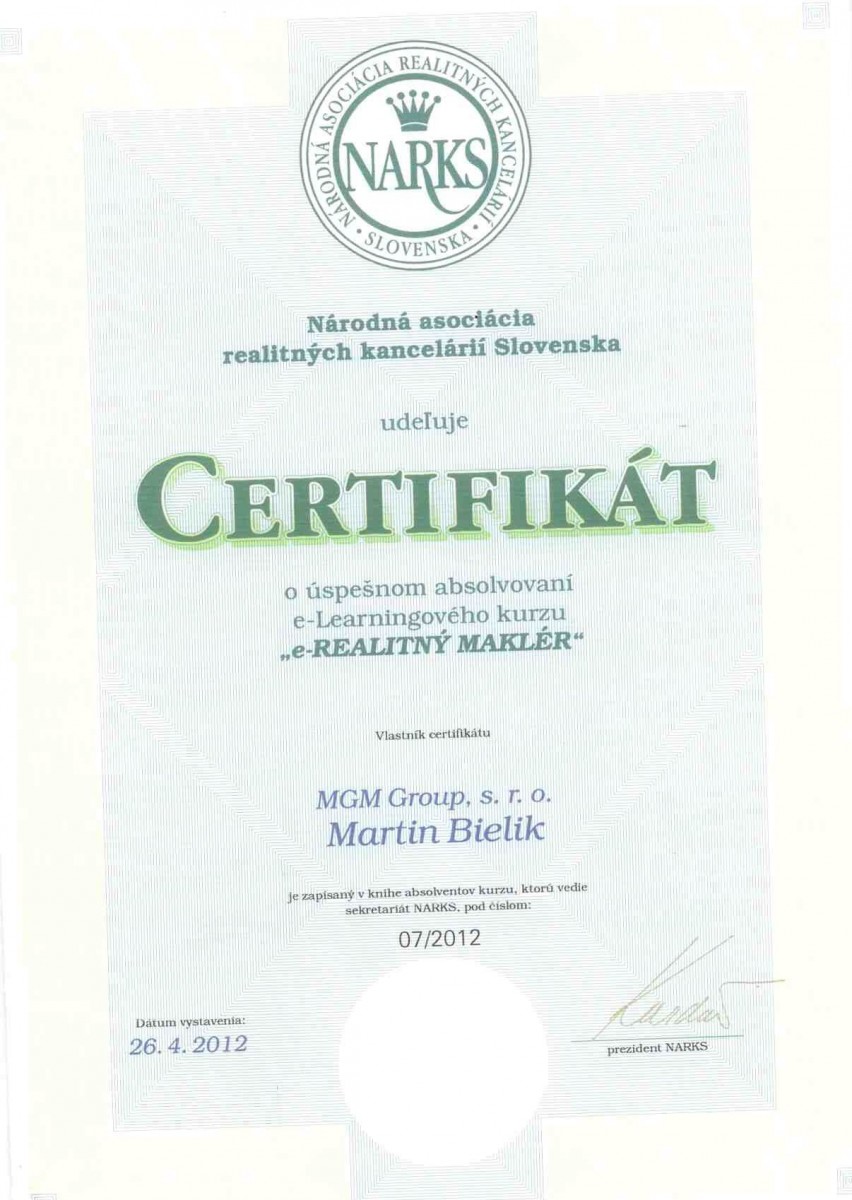 NÁRODNÁ ASOCIÁCIA REALITNÝCH KANCELÁRIÍ
• SLOVENSKA •
NARKS
Národná asociácia
realitných kancelárií Slovenska
udeľuje
CERTIFIKÁT
o úspešnom absolvovaní
e-Learningového kurzu
„e-REALITNÝ MAKLÉR“
Vlastník certifikátu
MGM Group, s. r. o.
Martin Bielik
je zapísaný v knihe absolventov kurzu, ktorú vedie
sekretariát NARKS, pod číslom:
07/2012
Dátum vystavenia:
26. 4. 2012
prezident NARKS